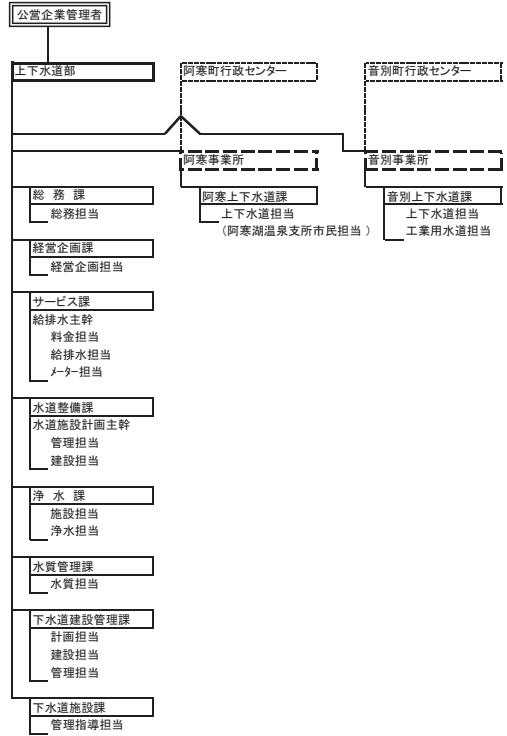 公営企業管理者
上下水道部
阿寒町行政センター
音別町行政センター
阿寒事業所
音別事業所
総務課
総務担当
経営企画課
経営企画担当
サービス課
給排水主幹
料金担当
給排水担当
メーター担当
水道整備課
水道施設計画主幹
管理担当
建設担当
浄水課
施設担当
浄水担当
水質管理課
水質担当
下水道建設管理課
計画担当
建設担当
管理担当
下水道施設課
管理指導担当
阿寒上下水道課
上下水道担当
（阿寒湖温泉支所市民担当）
音別上下水道課
上下水道担当
工業用水道担当